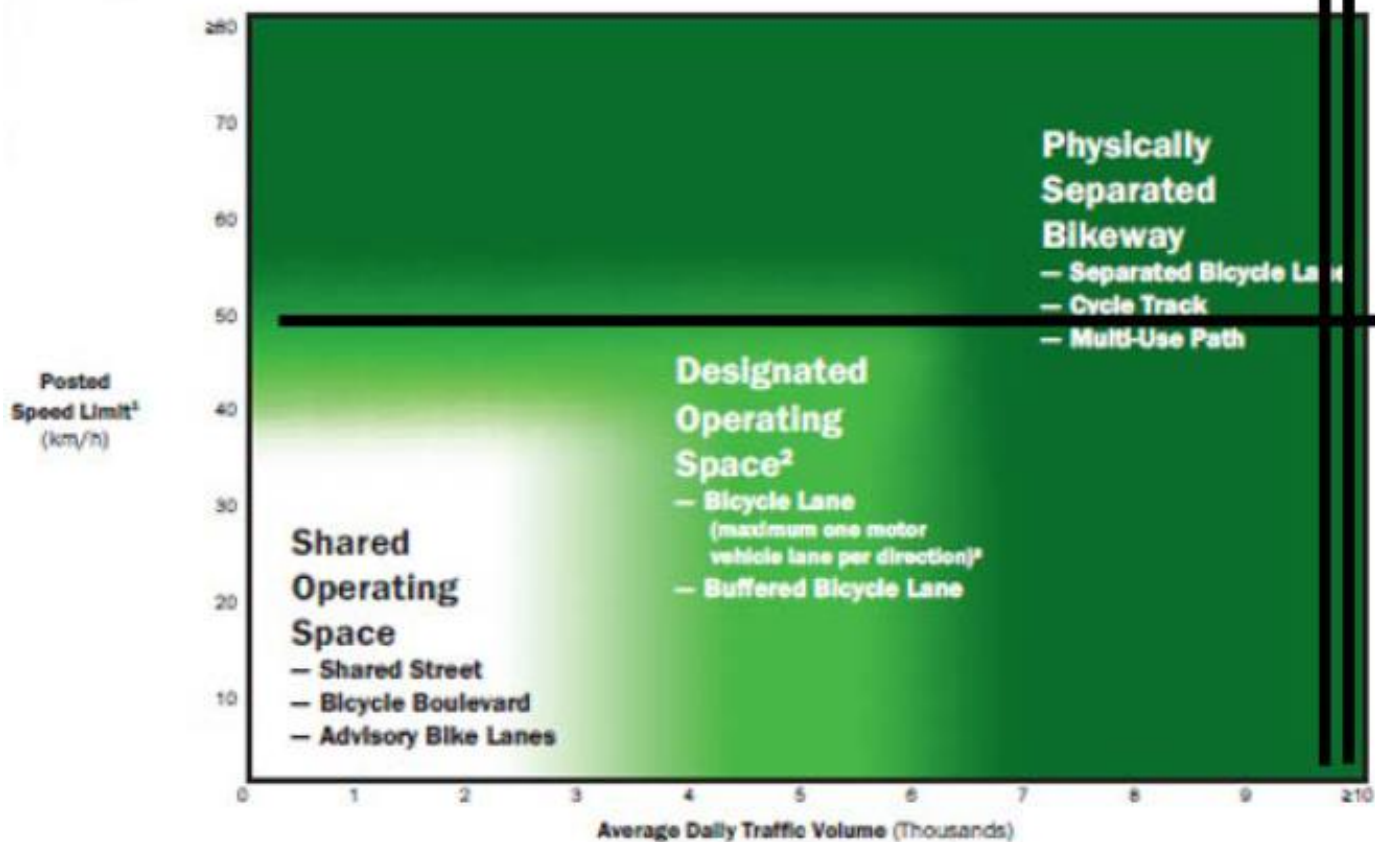 ≥80
70
60
50
40
30
20
10
Posted
Speed Limit¹
(km/h)
Physically
Separated
Bikeway
— Separated Bicycle Lane
— Cycle Track
— Multi-Use Path
Designated
Operating
Space²
— Bicycle Lane
(maximum one motor
vehicle lane per direction)³
— Buffered Bicycle Lane
Shared
Operating
Space
— Shared Street
— Bicycle Boulevard
— Advisory Bike Lanes
0 1 2 3 4 5 6 7 8 9 ≥10
Average Daily Traffic Volume (Thousands)